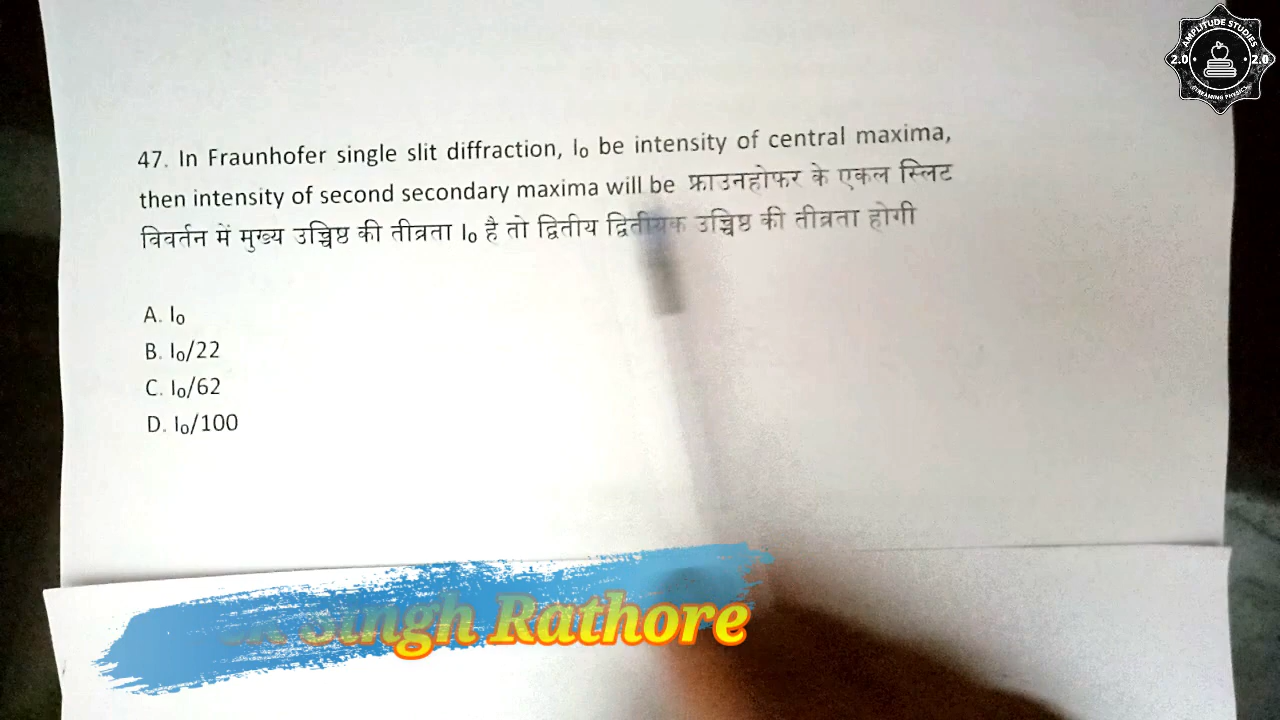 AMPLITUDE STUDIES
2.0 2.0
STREAMING PHYSICS
47. In Fraunhofer single slit diffraction, I₀ be intensity of central maxima,
then intensity of second secondary maxima will be फ्राउनहोफर के एकल स्लिट
विवर्तन में मुख्य उच्चिष्ठ की तीव्रता I₀ है तो द्वितीय द्वितीयक उच्चिष्ठ की तीव्रता होगी
A. I₀
B. I₀/22
C. I₀/62
D. I₀/100
Singh Rathore